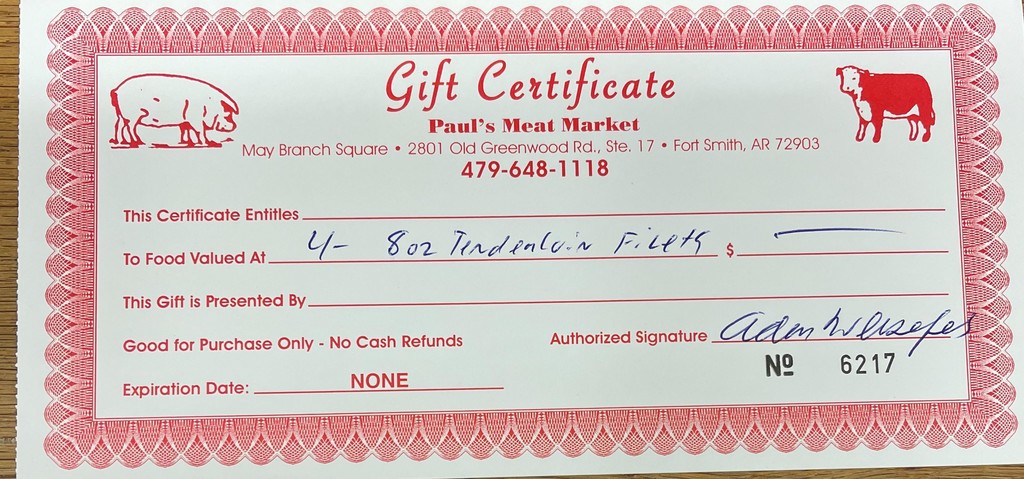 Gift Certificate
Paul's Meat Market
May Branch Square • 2801 Old Greenwood Rd., Ste. 17 • Fort Smith, AR 72903
479-648-1118
This Certificate Entitles
To Food Valued At 4- 8oz Tenderloin Filets $
This Gift is Presented By
Good for Purchase Only - No Cash Refunds
Authorized Signature Adam
Nº 6217
Expiration Date: NONE